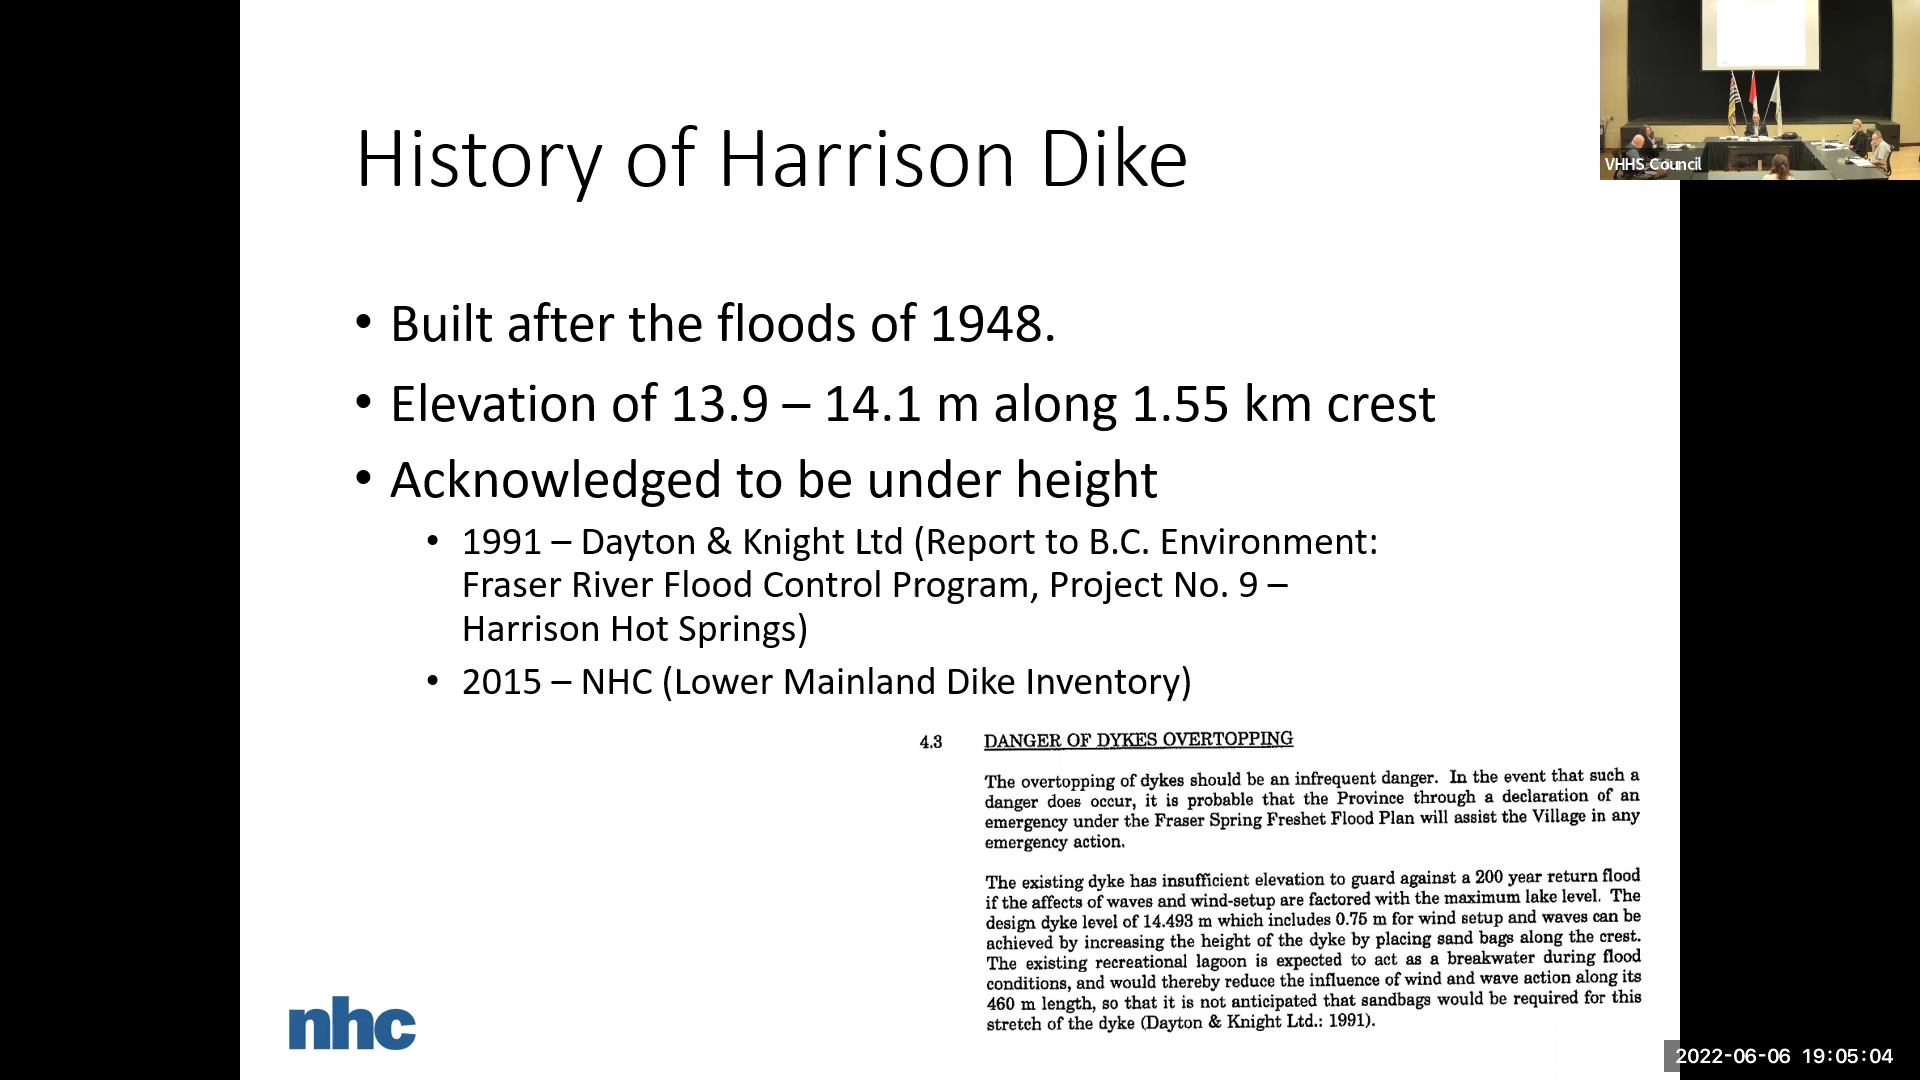 History of Harrison Dike
VHHS Council
• Built after the floods of 1948.
• Elevation of 13.9 – 14.1 m along 1.55 km crest
• Acknowledged to be under height
• 1991 – Dayton & Knight Ltd (Report to B.C. Environment:
Fraser River Flood Control Program, Project No. 9 –
Harrison Hot Springs)
• 2015 – NHC (Lower Mainland Dike Inventory)
4.3 DANGER OF DYKES OVERTOPPING
The overtopping of dykes should be an infrequent danger. In the event that such a
danger does occur, it is probable that the Province through a declaration of an
emergency under the Fraser Spring Freshet Flood Plan will assist the Village in any
emergency action.
The existing dyke has insufficient elevation to guard against a 200 year return flood
if the affects of waves and wind-setup are factored with the maximum lake level. The
design dyke level of 14.493 m which includes 0.75 m for wind setup and waves can be
achieved by increasing the height of the dyke by placing sand bags along the crest.
The existing recreational lagoon is expected to act as a breakwater during flood
conditions, and would thereby reduce the influence of wind and wave action along its
460 m length, so that it is not anticipated that sandbags would be required for this
stretch of the dyke (Dayton & Knight Ltd.: 1991).
nhc
2022-06-06 19:05:04